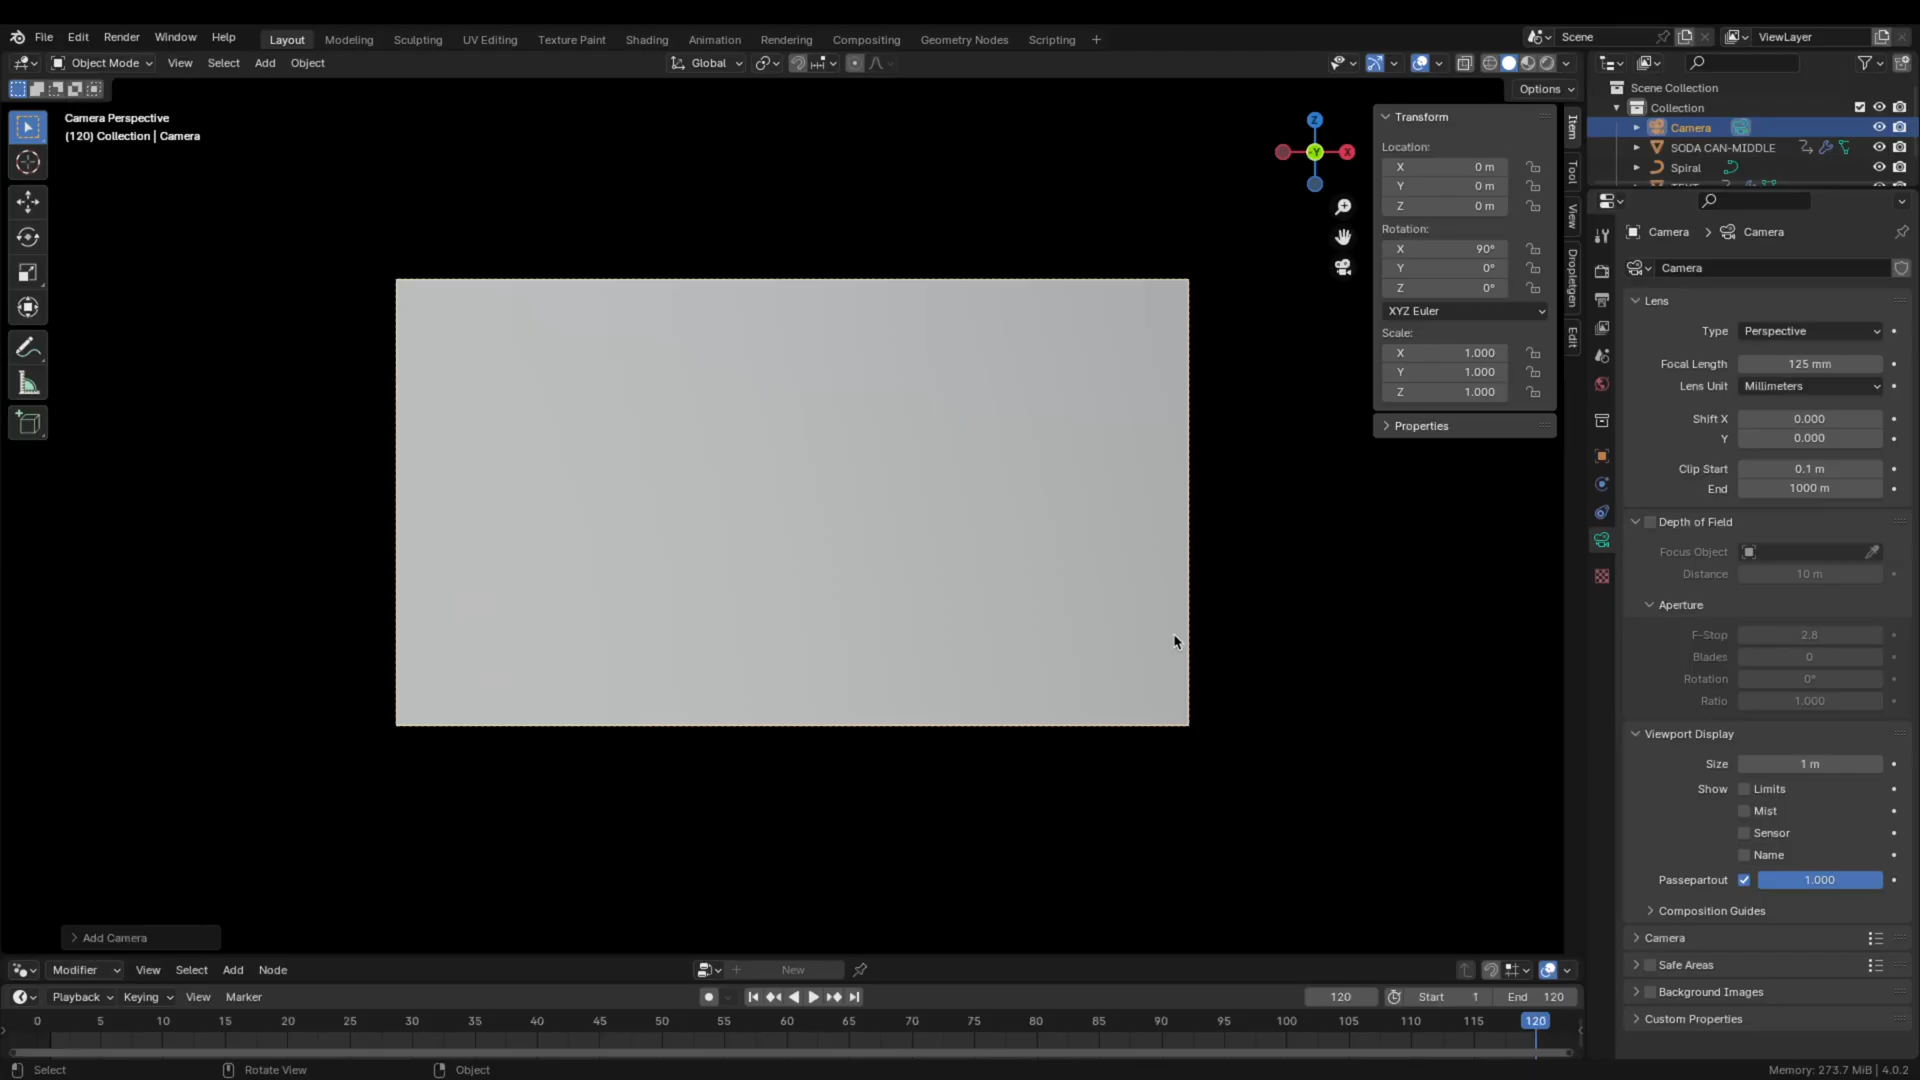 File Edit Render Window Help Layout Modeling Sculpting UV Editing Texture Paint Shading Animation Rendering Compositing Geometry Nodes Scripting + Scene ViewLayer
Object Mode View Select Add Object Global
Options
Camera Perspective
(120) Collection | Camera
Z
-Y
X
Transform
Location:
X 0 m
Y 0 m
Z 0 m
Rotation:
X 90°
Y 0°
Z 0°
XYZ Euler
Scale:
X 1.000
Y 1.000
Z 1.000
Properties
Item
Tool
View
Dropletgen
Edit
Scene Collection
Collection
Camera
SODA CAN-MIDDLE
Spiral
Camera > Camera
Camera
Lens
Type Perspective
Focal Length 125 mm
Lens Unit Millimeters
Shift X 0.000
Y 0.000
Clip Start 0.1 m
End 1000 m
Depth of Field
Focus Object
Distance 10 m
Aperture
F-Stop 2.8
Blades 0
Rotation 0°
Ratio 1.000
Viewport Display
Size 1 m
Show Limits
Mist
Sensor
Name
Passepartout 1.000
Composition Guides
Camera
Safe Areas
Background Images
Custom Properties
Add Camera
Modifier View Select Add Node + New
Playback Keying View Marker 120 Start 1 End 120
0 5 10 15 20 25 30 35 40 45 50 55 60 65 70 75 80 85 90 95 100 105 110 115 120
Select Rotate View Object Memory: 273.7 MiB | 4.0.2